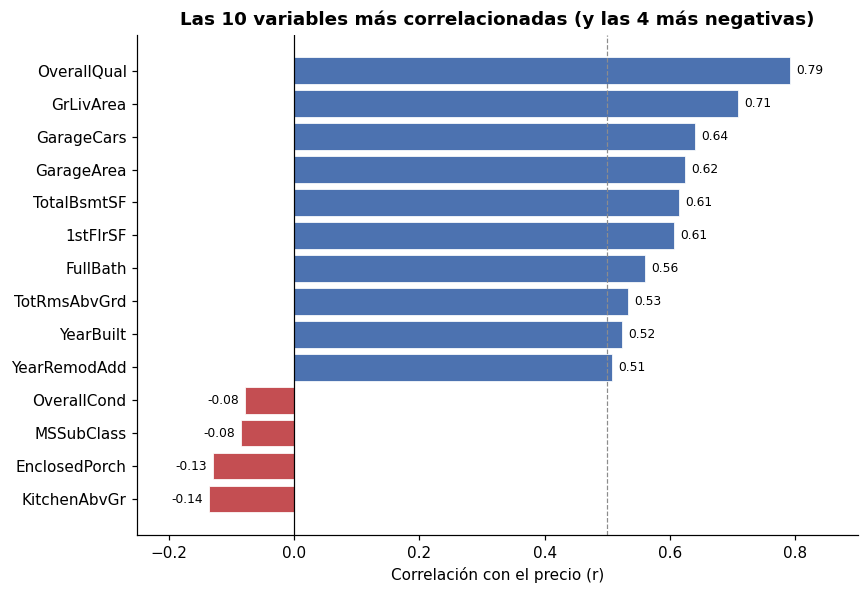 Las 10 variables más correlacionadas (y las 4 más negativas)
OverallQual 0.79
GrLivArea 0.71
GarageCars 0.64
GarageArea 0.62
TotalBsmtSF 0.61
1stFlrSF 0.61
FullBath 0.56
TotRmsAbvGrd 0.53
YearBuilt 0.52
YearRemodAdd 0.51
OverallCond -0.08
MSSubClass -0.08
EnclosedPorch -0.13
KitchenAbvGr -0.14
−0.2 0.0 0.2 0.4 0.6 0.8
Correlación con el precio (r)